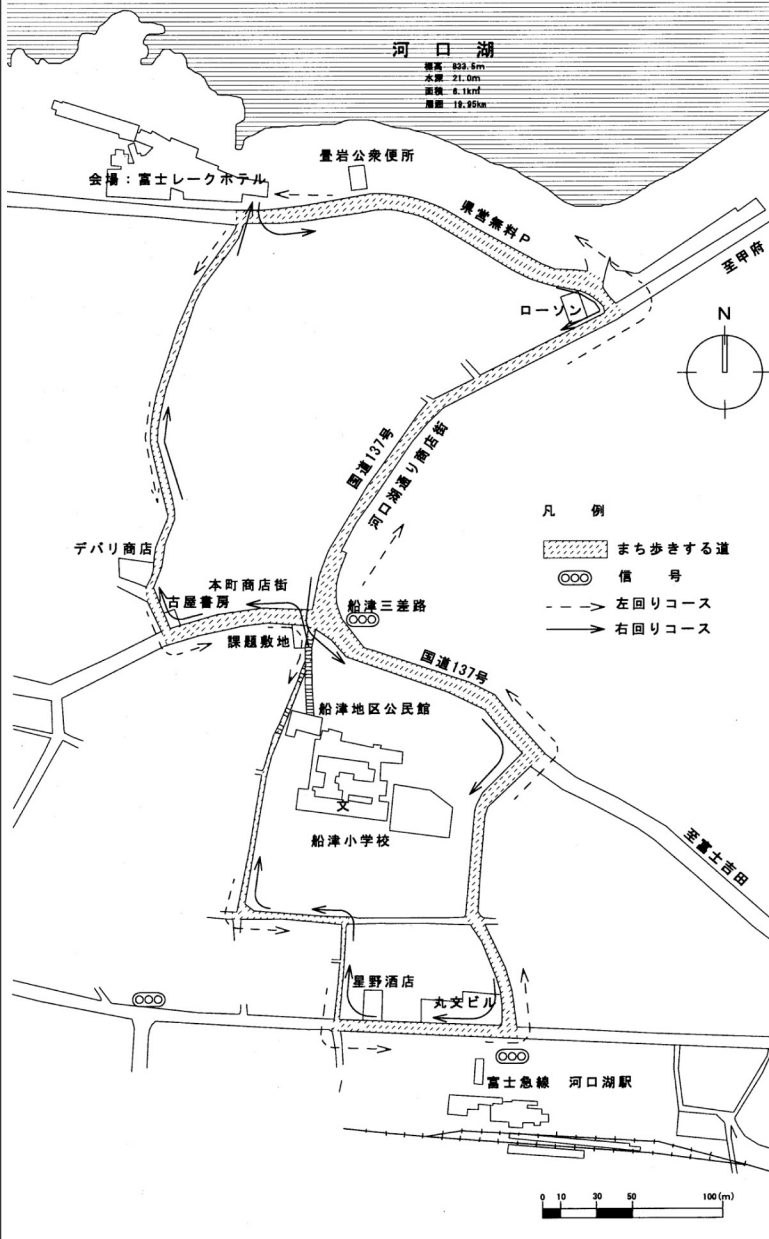 河口湖
標高 833.5m
水深 21.0m
面積 6.1km²
周囲 19.95km
畳岩公衆便所
会場：富士レークホテル
県営無料P
至甲府
ローソン
N
国道137号
河口湖通り商店街
凡 例
まち歩きする道
信 号
左回りコース
右回りコース
デバリ商店
本町商店街
古屋書房
船津三差路
課題敷地
国道137号
船津地区公民館
文
船津小学校
至富士吉田
星野酒店
丸文ビル
富士急線 河口湖駅
0 10 30 50 100(m)